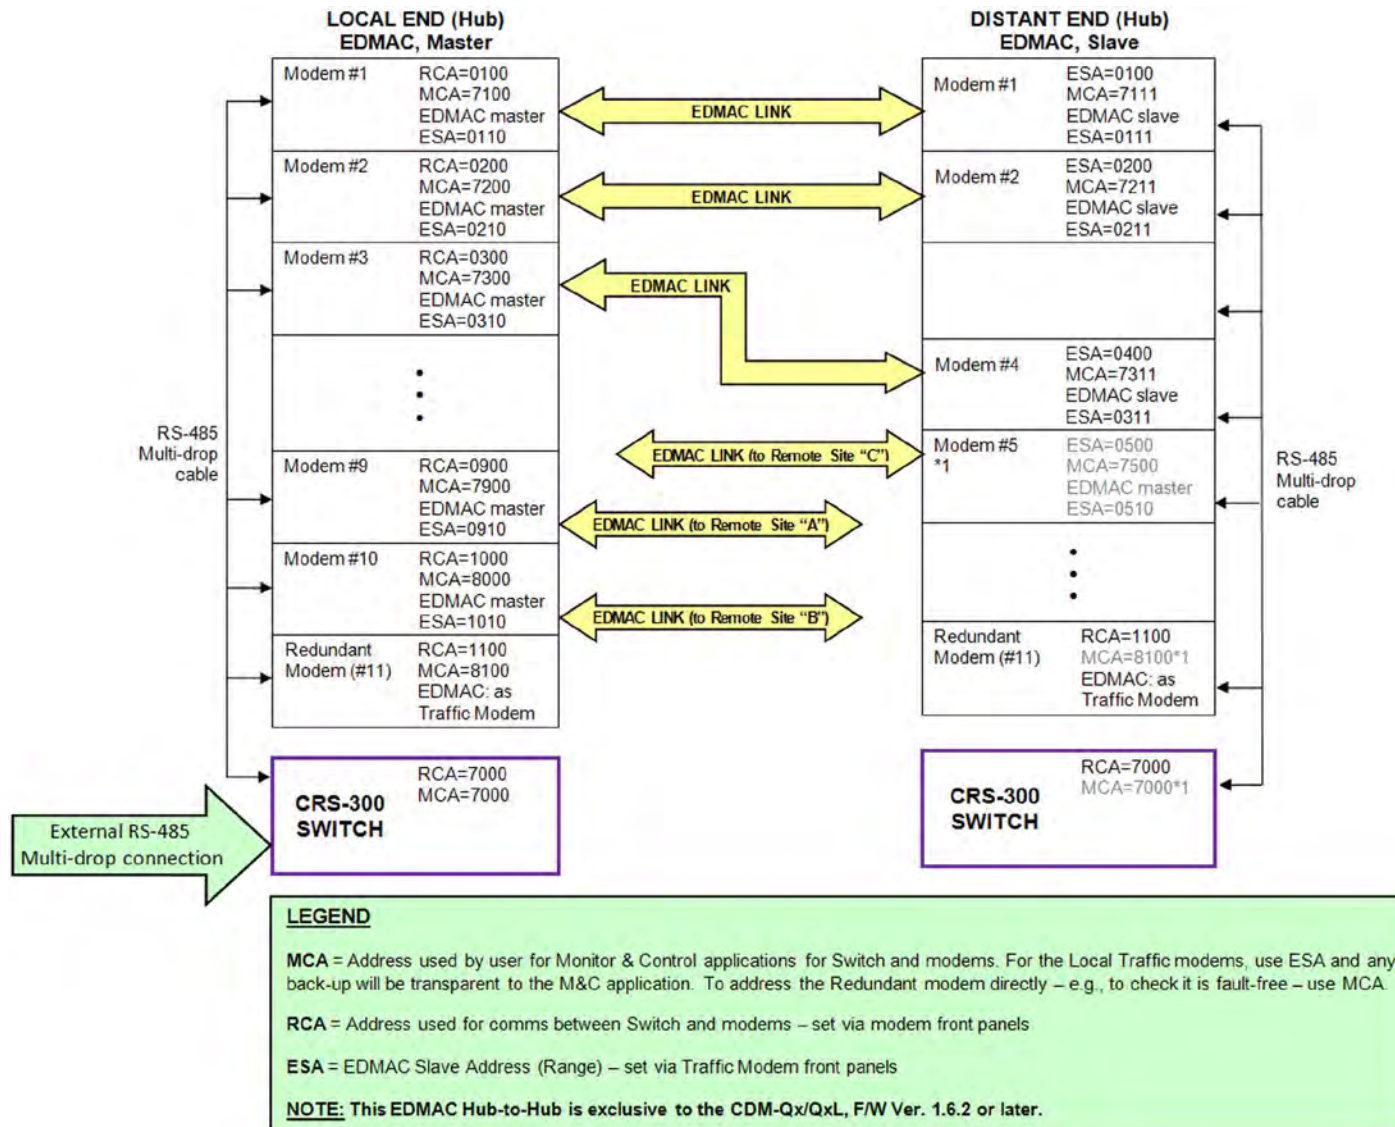 LOCAL END (Hub)
EDMAC, Master
DISTANT END (Hub)
EDMAC, Slave
Modem #1
RCA=0100
MCA=7100
EDMAC master
ESA=0110
Modem #2
RCA=0200
MCA=7200
EDMAC master
ESA=0210
Modem #3
RCA=0300
MCA=7300
EDMAC master
ESA=0310
Modem #9
RCA=0900
MCA=7900
EDMAC master
ESA=0910
Modem #10
RCA=1000
MCA=8000
EDMAC master
ESA=1010
Redundant
Modem (#11)
RCA=1100
MCA=8100
EDMAC: as
Traffic Modem
RS-485
Multi-drop
cable
EDMAC LINK
EDMAC LINK
EDMAC LINK
EDMAC LINK (to Remote Site "C")
EDMAC LINK (to Remote Site "A")
EDMAC LINK (to Remote Site "B")
Modem #1
ESA=0100
MCA=7111
EDMAC slave
ESA=0111
Modem #2
ESA=0200
MCA=7211
EDMAC slave
ESA=0211
Modem #4
ESA=0400
MCA=7311
EDMAC slave
ESA=0311
Modem #5
*1
ESA=0500
MCA=7500
EDMAC master
ESA=0510
Redundant
Modem (#11)
RCA=1100
MCA=8100*1
EDMAC: as
Traffic Modem
RS-485
Multi-drop
cable
RCA=7000
MCA=7000
CRS-300
SWITCH
RCA=7000
MCA=7000*1
CRS-300
SWITCH
External RS-485
Multi-drop connection
LEGEND
MCA = Address used by user for Monitor & Control applications for Switch and modems. For the Local Traffic modems, use ESA and any
back-up will be transparent to the M&C application. To address the Redundant modem directly – e.g., to check it is fault-free – use MCA.
RCA = Address used for comms between Switch and modems – set via modem front panels
ESA = EDMAC Slave Address (Range) – set via Traffic Modem front panels
NOTE: This EDMAC Hub-to-Hub is exclusive to the CDM-Qx/QxL, F/W Ver. 1.6.2 or later.